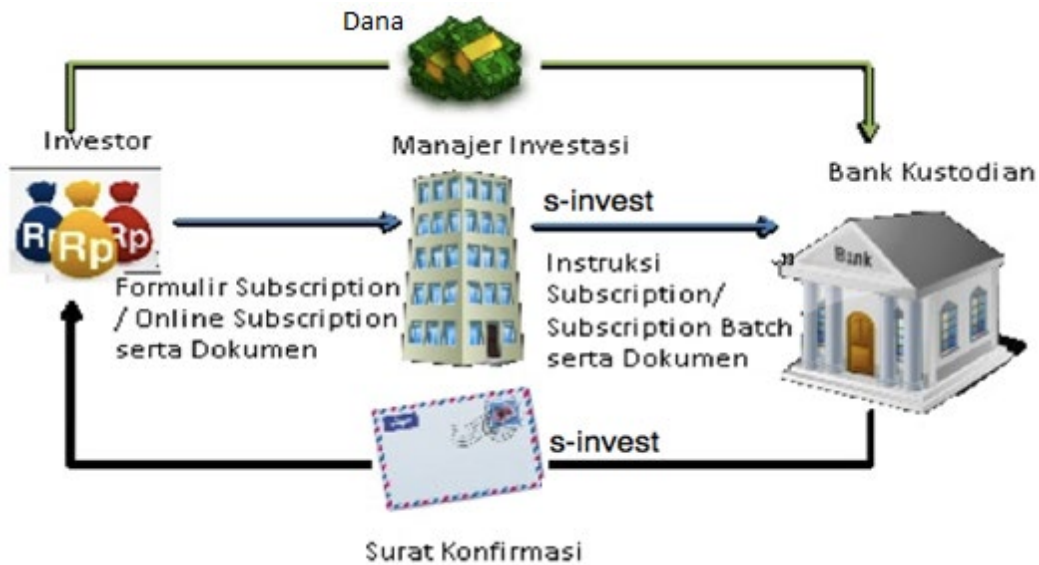 Dana
Investor
Manajer Investasi
Bank Kustodian
Rp Rp Rp
s-invest
Bank
Formulir Subscription
/ Online Subscription
serta Dokumen
Instruksi
Subscription/
Subscription Batch
serta Dokumen
s-invest
Surat Konfirmasi